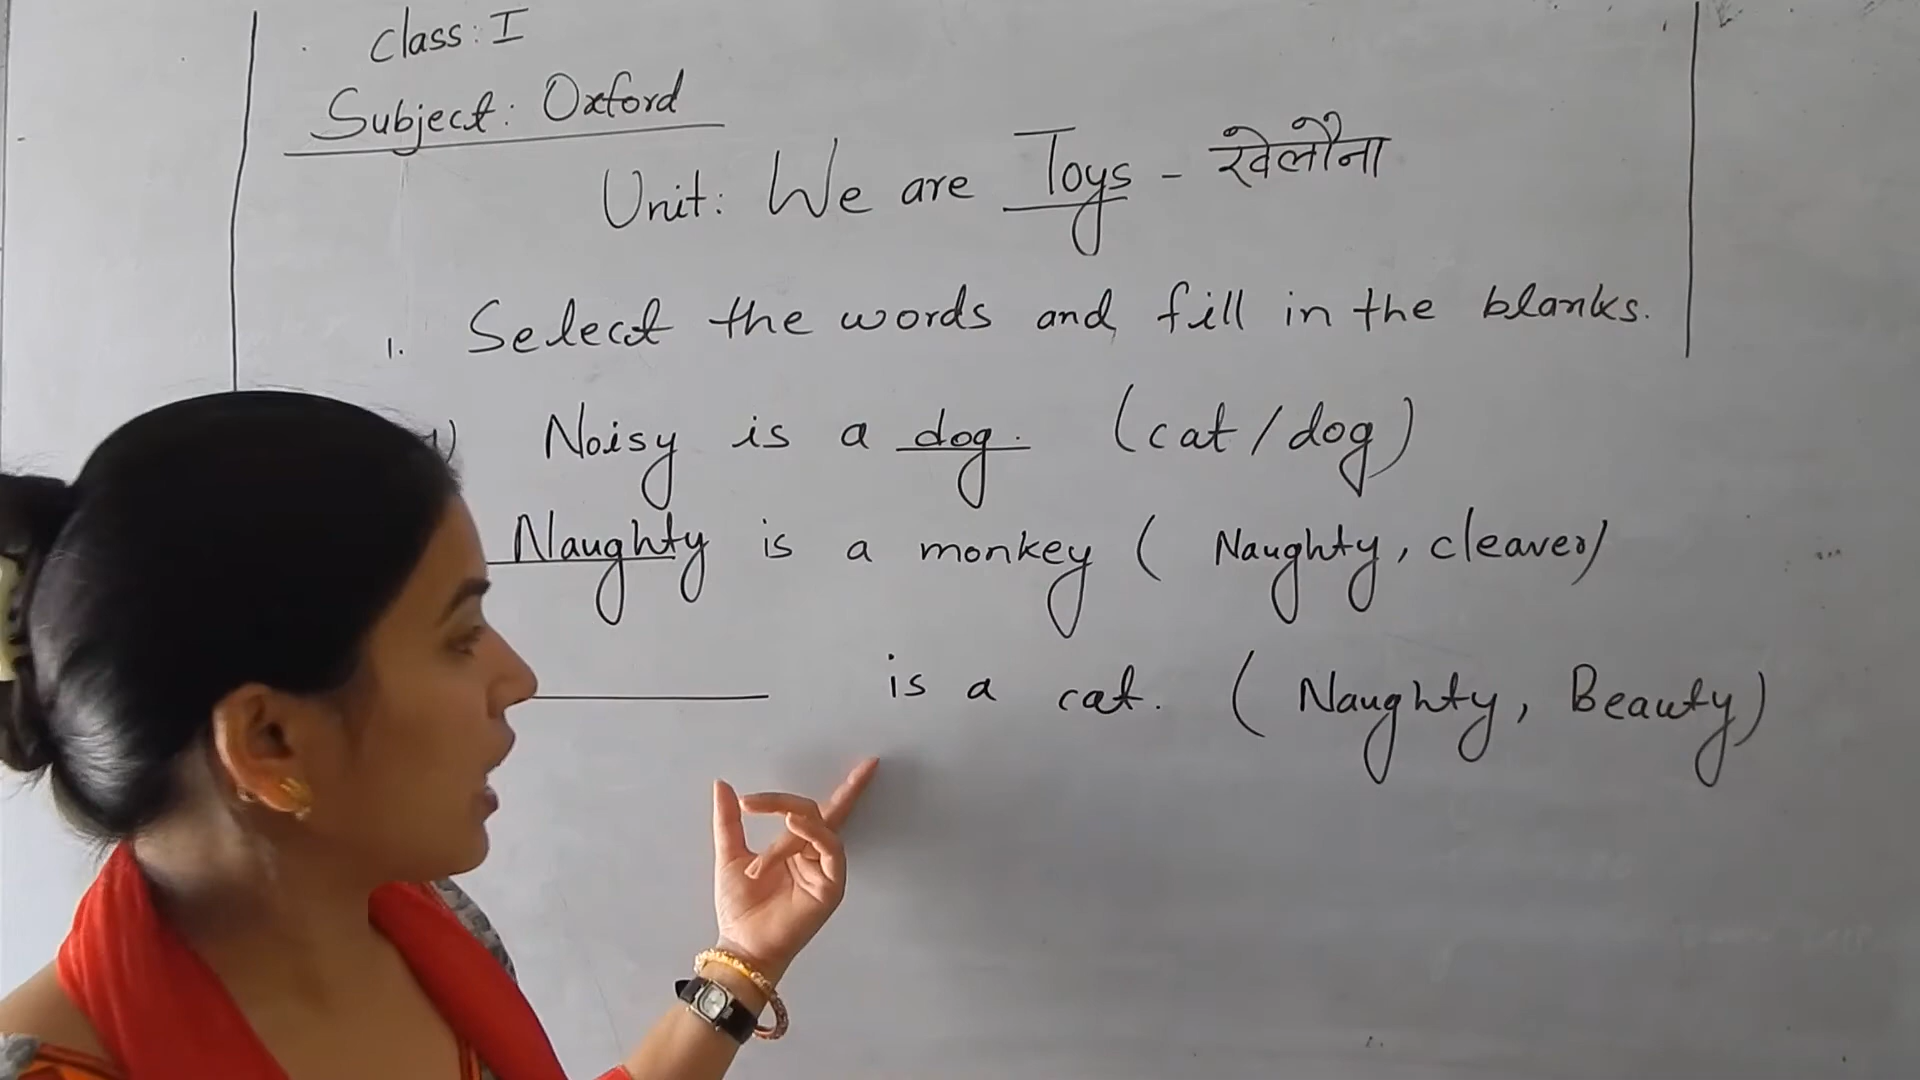 Class: I
Subject: Oxford
Unit: We are Toys - खेलौना
1. Select the words and fill in the blanks.
Noisy is a dog. (cat/dog)
Naughty is a monkey (Naughty, cleaver)
is a cat. (Naughty, Beauty)